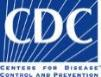 CDC
CENTERS FOR DISEASE
CONTROL AND PREVENTION